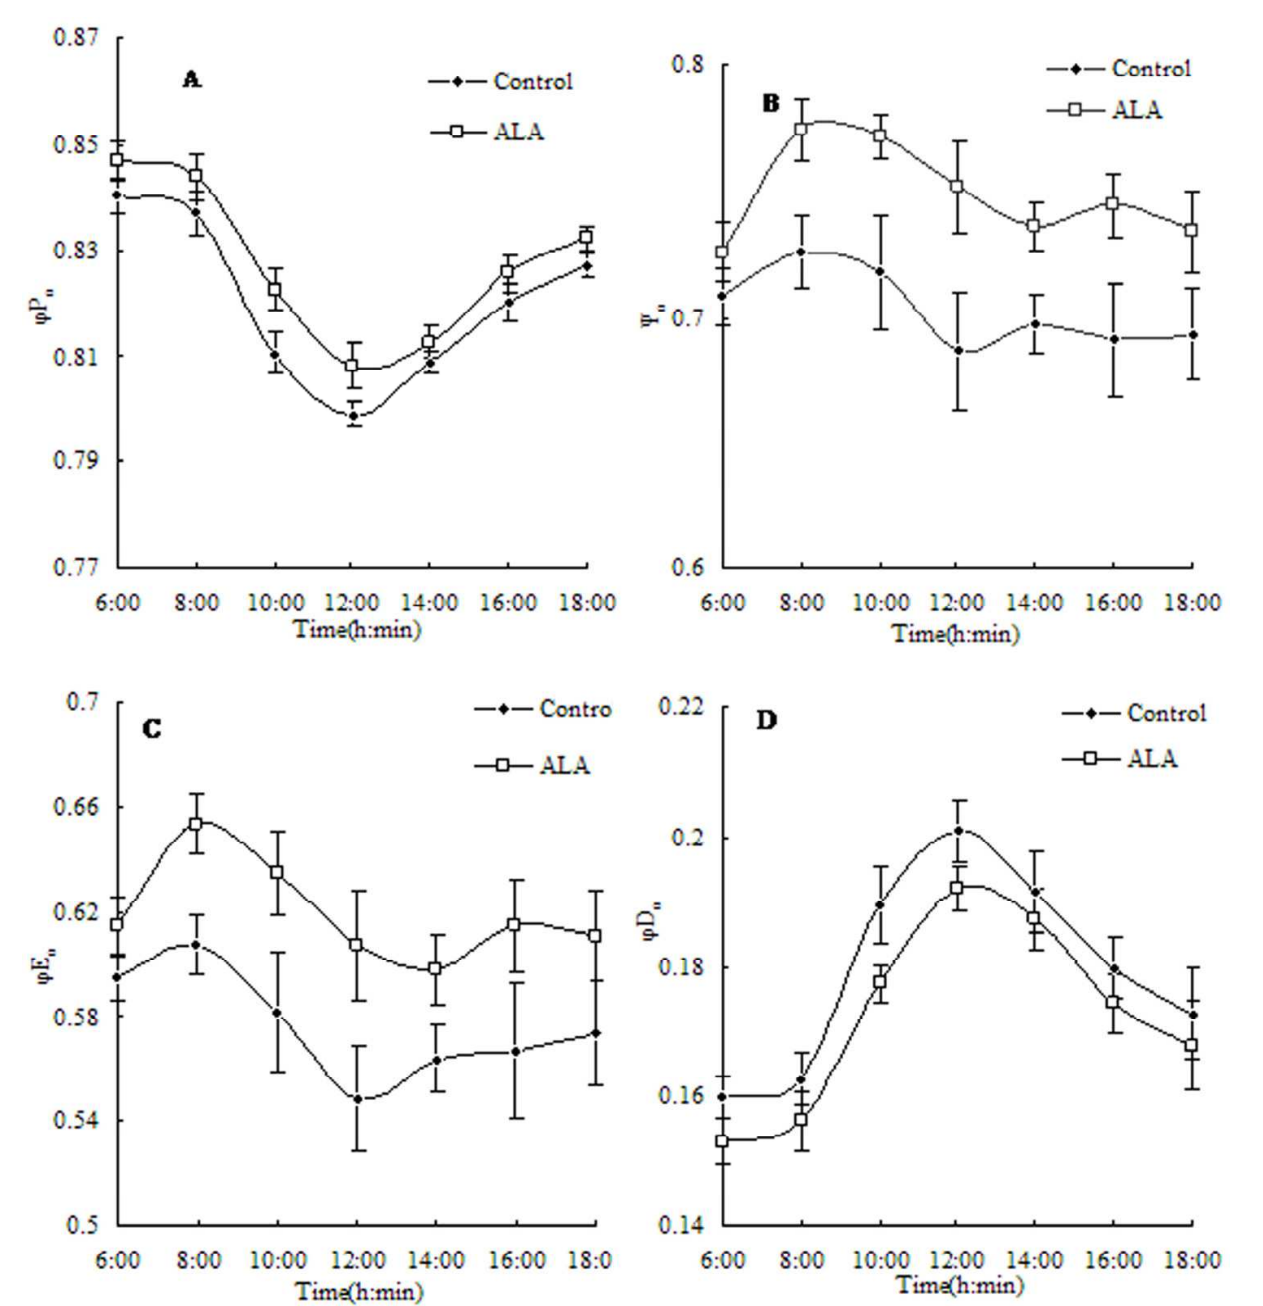 A
Control
ALA
0.87
0.85
0.83
0.81
0.79
0.77
φPₒ
6:00 8:00 10:00 12:00 14:00 16:00 18:00
Time(h:min)
B
Control
ALA
0.8
0.7
0.6
Ψₒ
6:00 8:00 10:00 12:00 14:00 16:00 18:00
Time(h:min)
C
Contro
ALA
0.7
0.66
0.62
0.58
0.54
0.5
φEₒ
6:00 8:00 10:00 12:00 14:00 16:00 18:0
Time(h:min)
D
Control
ALA
0.22
0.2
0.18
0.16
0.14
φDₒ
6:00 8:00 10:00 12:00 14:00 16:00 18:00
Time(h:min)